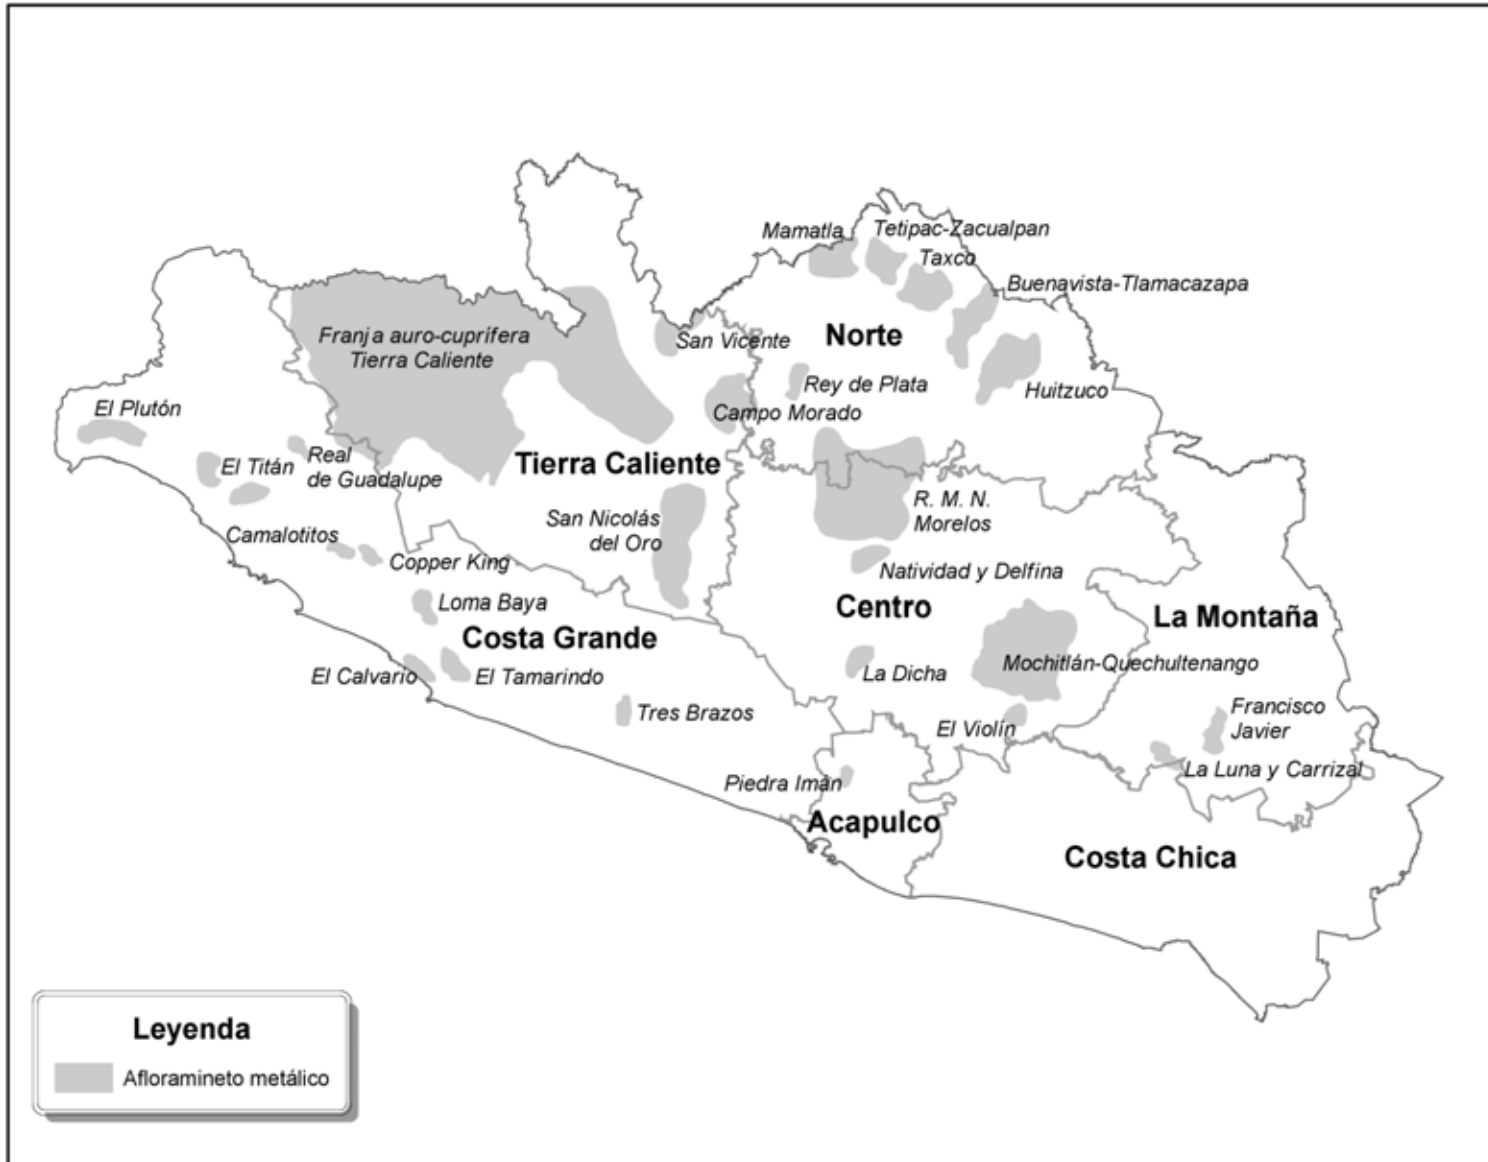 Mamatla
Tetipac-Zacualpan
Taxco
Buenavista-Tlamacazapa
Franja auro-cuprífera
Tierra Caliente
San Vicente
Norte
Rey de Plata
Huitzuco
El Plutón
Campo Morado
El Titán
Real
de Guadalupe
Tierra Caliente
R. M. N.
Morelos
San Nicolás
del Oro
Camalotitos
Copper King
Natividad y Delfina
Loma Baya
Centro
La Montaña
Costa Grande
El Calvario
El Tamarindo
La Dicha
Mochitlán-Quechultenango
Tres Brazos
El Violín
Francisco
Javier
La Luna y Carrizal
Piedra Imán
Acapulco
Costa Chica
Leyenda
Afloramineto metálico